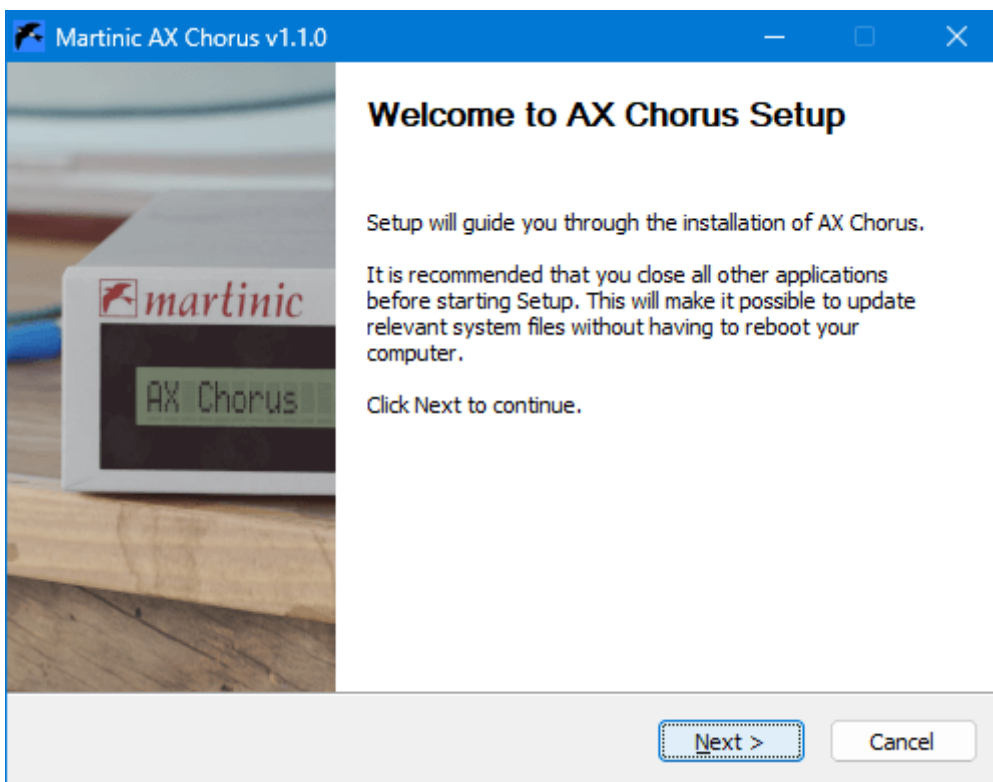 Martinic AX Chorus v1.1.0
Welcome to AX Chorus Setup
Setup will guide you through the installation of AX Chorus.
It is recommended that you close all other applications
before starting Setup. This will make it possible to update
relevant system files without having to reboot your
computer.
Click Next to continue.
martinic
AX Chorus
Next >
Cancel